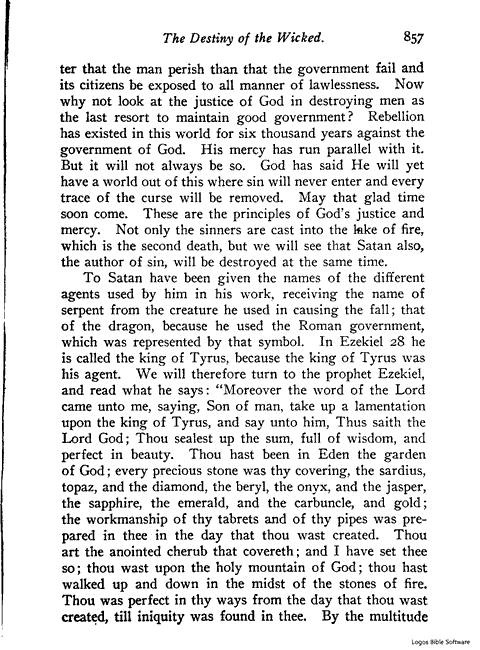 The Destiny of the Wicked. 857
ter that the man perish than that the government fail and
its citizens be exposed to all manner of lawlessness. Now
why not look at the justice of God in destroying men as
the last resort to maintain good government? Rebellion
has existed in this world for six thousand years against the
government of God. His mercy has run parallel with it.
But it will not always be so. God has said He will yet
have a world out of this where sin will never enter and every
trace of the curse will be removed. May that glad time
soon come. These are the principles of God's justice and
mercy. Not only the sinners are cast into the lake of fire,
which is the second death, but we will see that Satan also,
the author of sin, will be destroyed at the same time.
To Satan have been given the names of the different
agents used by him in his work, receiving the name of
serpent from the creature he used in causing the fall; that
of the dragon, because he used the Roman government,
which was represented by that symbol. In Ezekiel 28 he
is called the king of Tyrus, because the king of Tyrus was
his agent. We will therefore turn to the prophet Ezekiel,
and read what he says: "Moreover the word of the Lord
came unto me, saying, Son of man, take up a lamentation
upon the king of Tyrus, and say unto him, Thus saith the
Lord God; Thou sealest up the sum, full of wisdom, and
perfect in beauty. Thou hast been in Eden the garden
of God; every precious stone was thy covering, the sardius,
topaz, and the diamond, the beryl, the onyx, and the jasper,
the sapphire, the emerald, and the carbuncle, and gold;
the workmanship of thy tabrets and of thy pipes was pre-
pared in thee in the day that thou wast created. Thou
art the anointed cherub that covereth; and I have set thee
so; thou wast upon the holy mountain of God; thou hast
walked up and down in the midst of the stones of fire.
Thou was perfect in thy ways from the day that thou wast
created, till iniquity was found in thee. By the multitude
Logos Bible Software